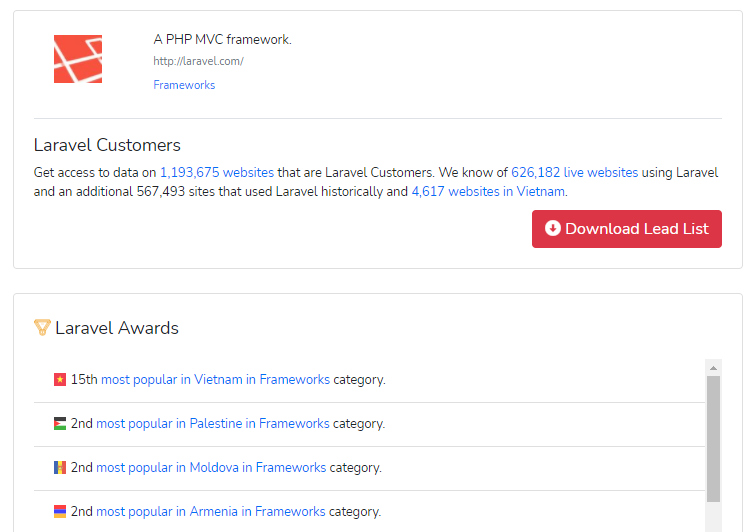 A PHP MVC framework.
http://laravel.com/
Frameworks
Laravel Customers
Get access to data on 1,193,675 websites that are Laravel Customers. We know of 626,182 live websites using Laravel
and an additional 567,493 sites that used Laravel historically and 4,617 websites in Vietnam.
Download Lead List
Laravel Awards
15th most popular in Vietnam in Frameworks category.
2nd most popular in Palestine in Frameworks category.
2nd most popular in Moldova in Frameworks category.
2nd most popular in Armenia in Frameworks category.